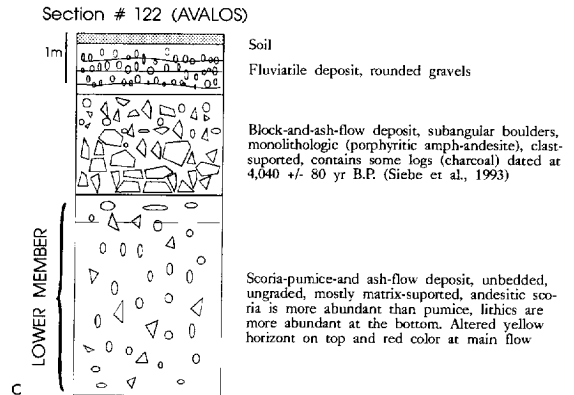 Section # 122 (AVALOS)
1m
Soil
Fluviatile deposit, rounded gravels
Block-and-ash-flow deposit, subangular boulders,
monolithologic (porphyritic amph-andesite), clast-
suported, contains some logs (charcoal) dated at
4,040 +/- 80 yr B.P. (Siebe et al., 1993)
LOWER MEMBER
Scoria-pumice-and ash-flow deposit, unbedded,
ungraded, mostly matrix-suported, andesitic sco-
ria is more abundant than pumice, lithics are
more abundant at the bottom. Altered yellow
horizont on top and red color at main flow
C